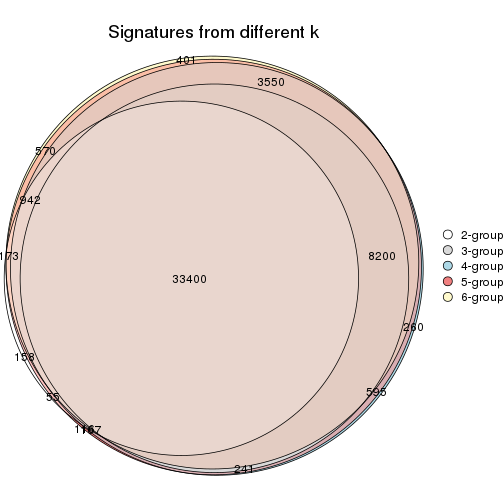 Signatures from different k
401
3550
570
942
173
8200
33400
260
158
595
55
167
241
2-group
3-group
4-group
5-group
6-group